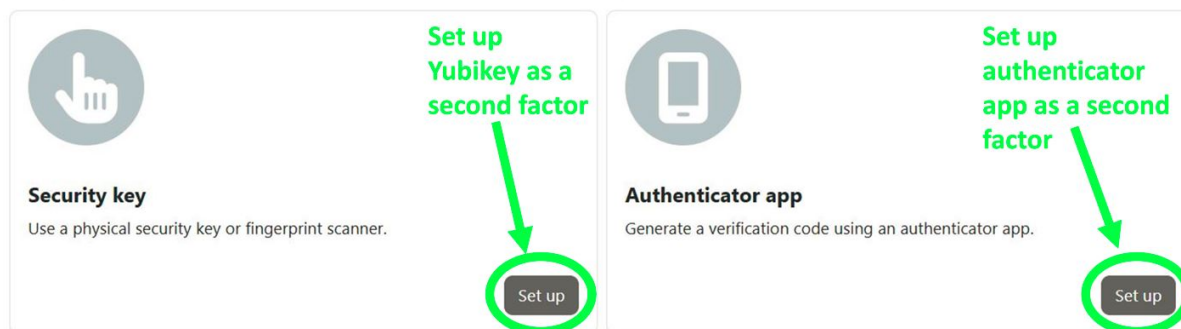 Set up
Yubikey as a
second factor
Security key
Use a physical security key or fingerprint scanner.
Set up
Set up
authenticator
app as a second
factor
Authenticator app
Generate a verification code using an authenticator app.
Set up